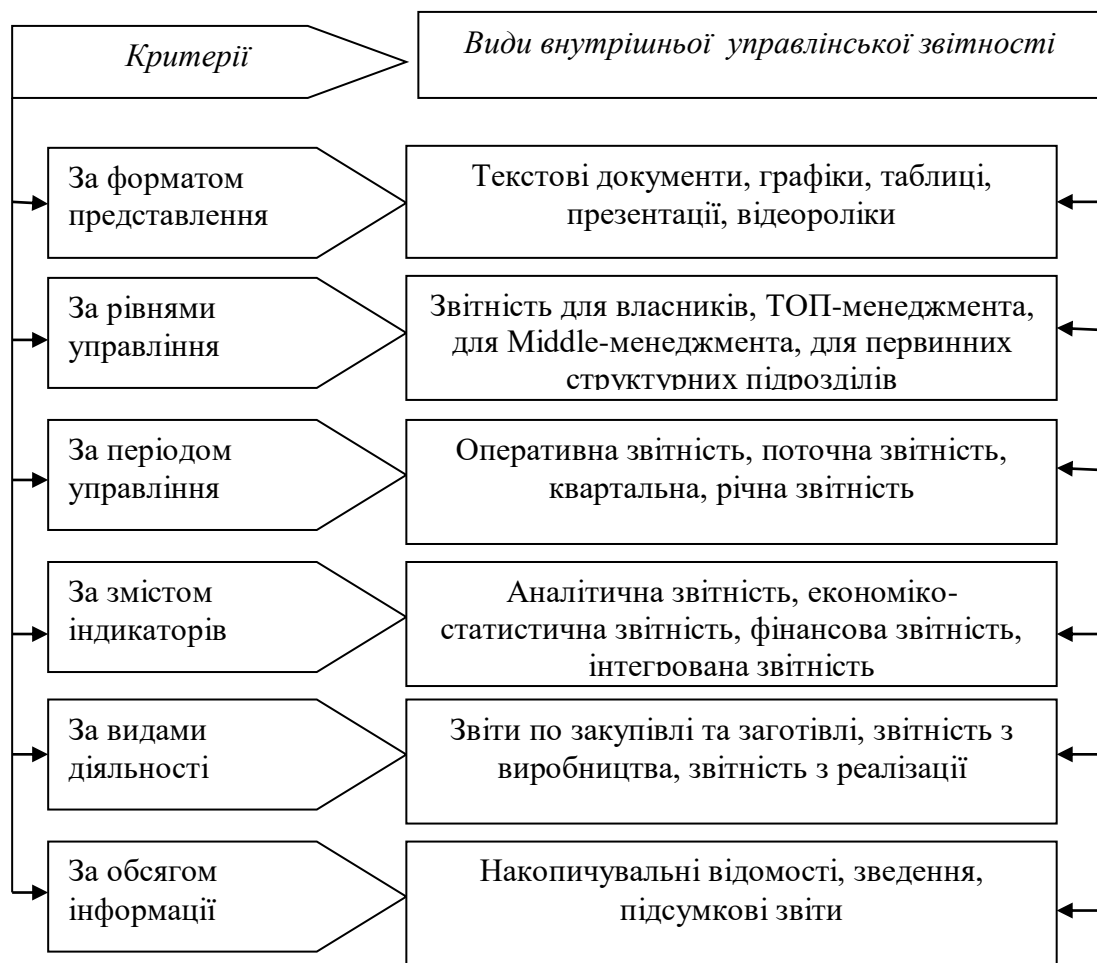 Критерії
Види внутрішньої управлінської звітності
За форматом
представлення
Текстові документи, графіки, таблиці,
презентації, відеоролики
За рівнями
управління
Звітність для власників, ТОП-менеджмента,
для Middle-менеджмента, для первинних
структурних підрозділів
За періодом
управління
Оперативна звітність, поточна звітність,
квартальна, річна звітність
За змістом
індикаторів
Аналітична звітність, економіко-
статистична звітність, фінансова звітність,
інтегрована звітність
За видами
діяльності
Звіти по закупівлі та заготівлі, звітність з
виробництва, звітність з реалізації
За обсягом
інформації
Накопичувальні відомості, зведення,
підсумкові звіти